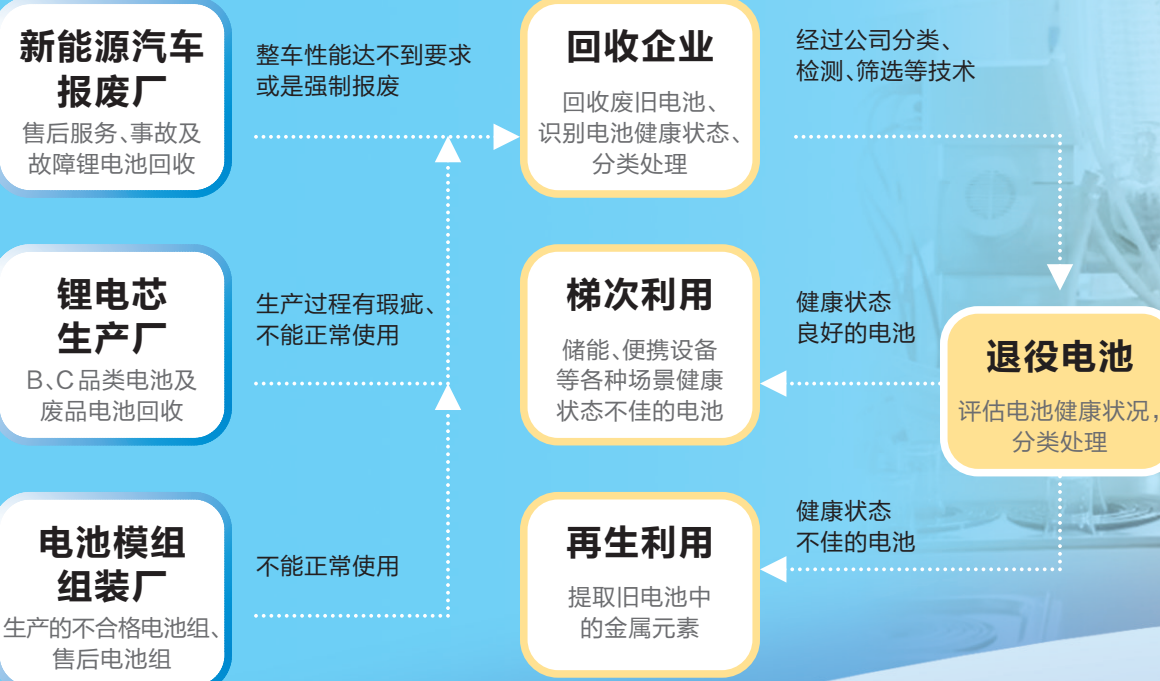 新能源汽车
报废厂
售后服务、事故及
故障锂电池回收
整车性能达不到要求
或是强制报废
回收企业
回收废旧电池、
识别电池健康状态、
分类处理
经过公司分类、
检测、筛选等技术
锂电芯
生产厂
B、C品类电池及
废品电池回收
生产过程有瑕疵、
不能正常使用
梯次利用
储能、便携设备
等各种场景健康
状态不佳的电池
健康状态
良好的电池
退役电池
评估电池健康状况,
分类处理
电池模组
组装厂
生产的不合格电池组、
售后电池组
不能正常使用
再生利用
提取旧电池中
的金属元素
健康状态
不佳的电池